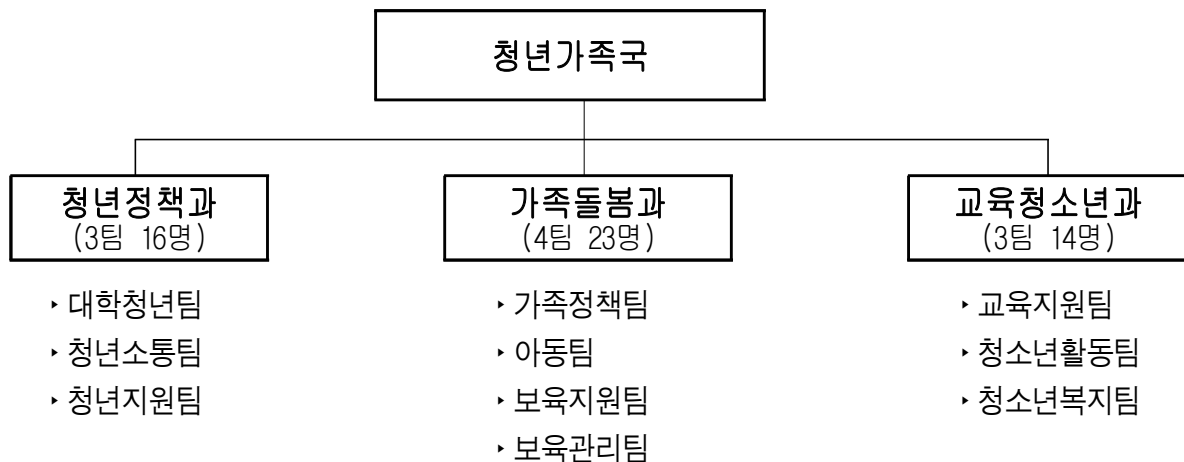 청년가족국
청년정책과
(3팀 16명)
‣ 대학청년팀
‣ 청년소통팀
‣ 청년지원팀
가족돌봄과
(4팀 23명)
‣ 가족정책팀
‣ 아동팀
‣ 보육지원팀
‣ 보육관리팀
교육청소년과
(3팀 14명)
‣ 교육지원팀
‣ 청소년활동팀
‣ 청소년복지팀